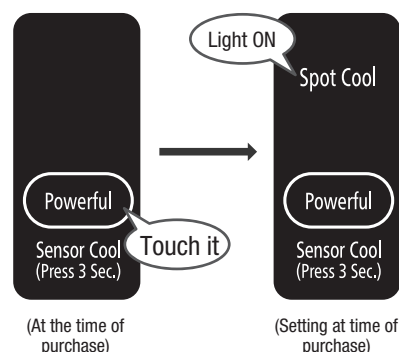 Powerful
Touch it
Sensor Cool
(Press 3 Sec.)
(At the time of
purchase)
Light ON
Spot Cool
Powerful
Sensor Cool
(Press 3 Sec.)
(Setting at time of
purchase)